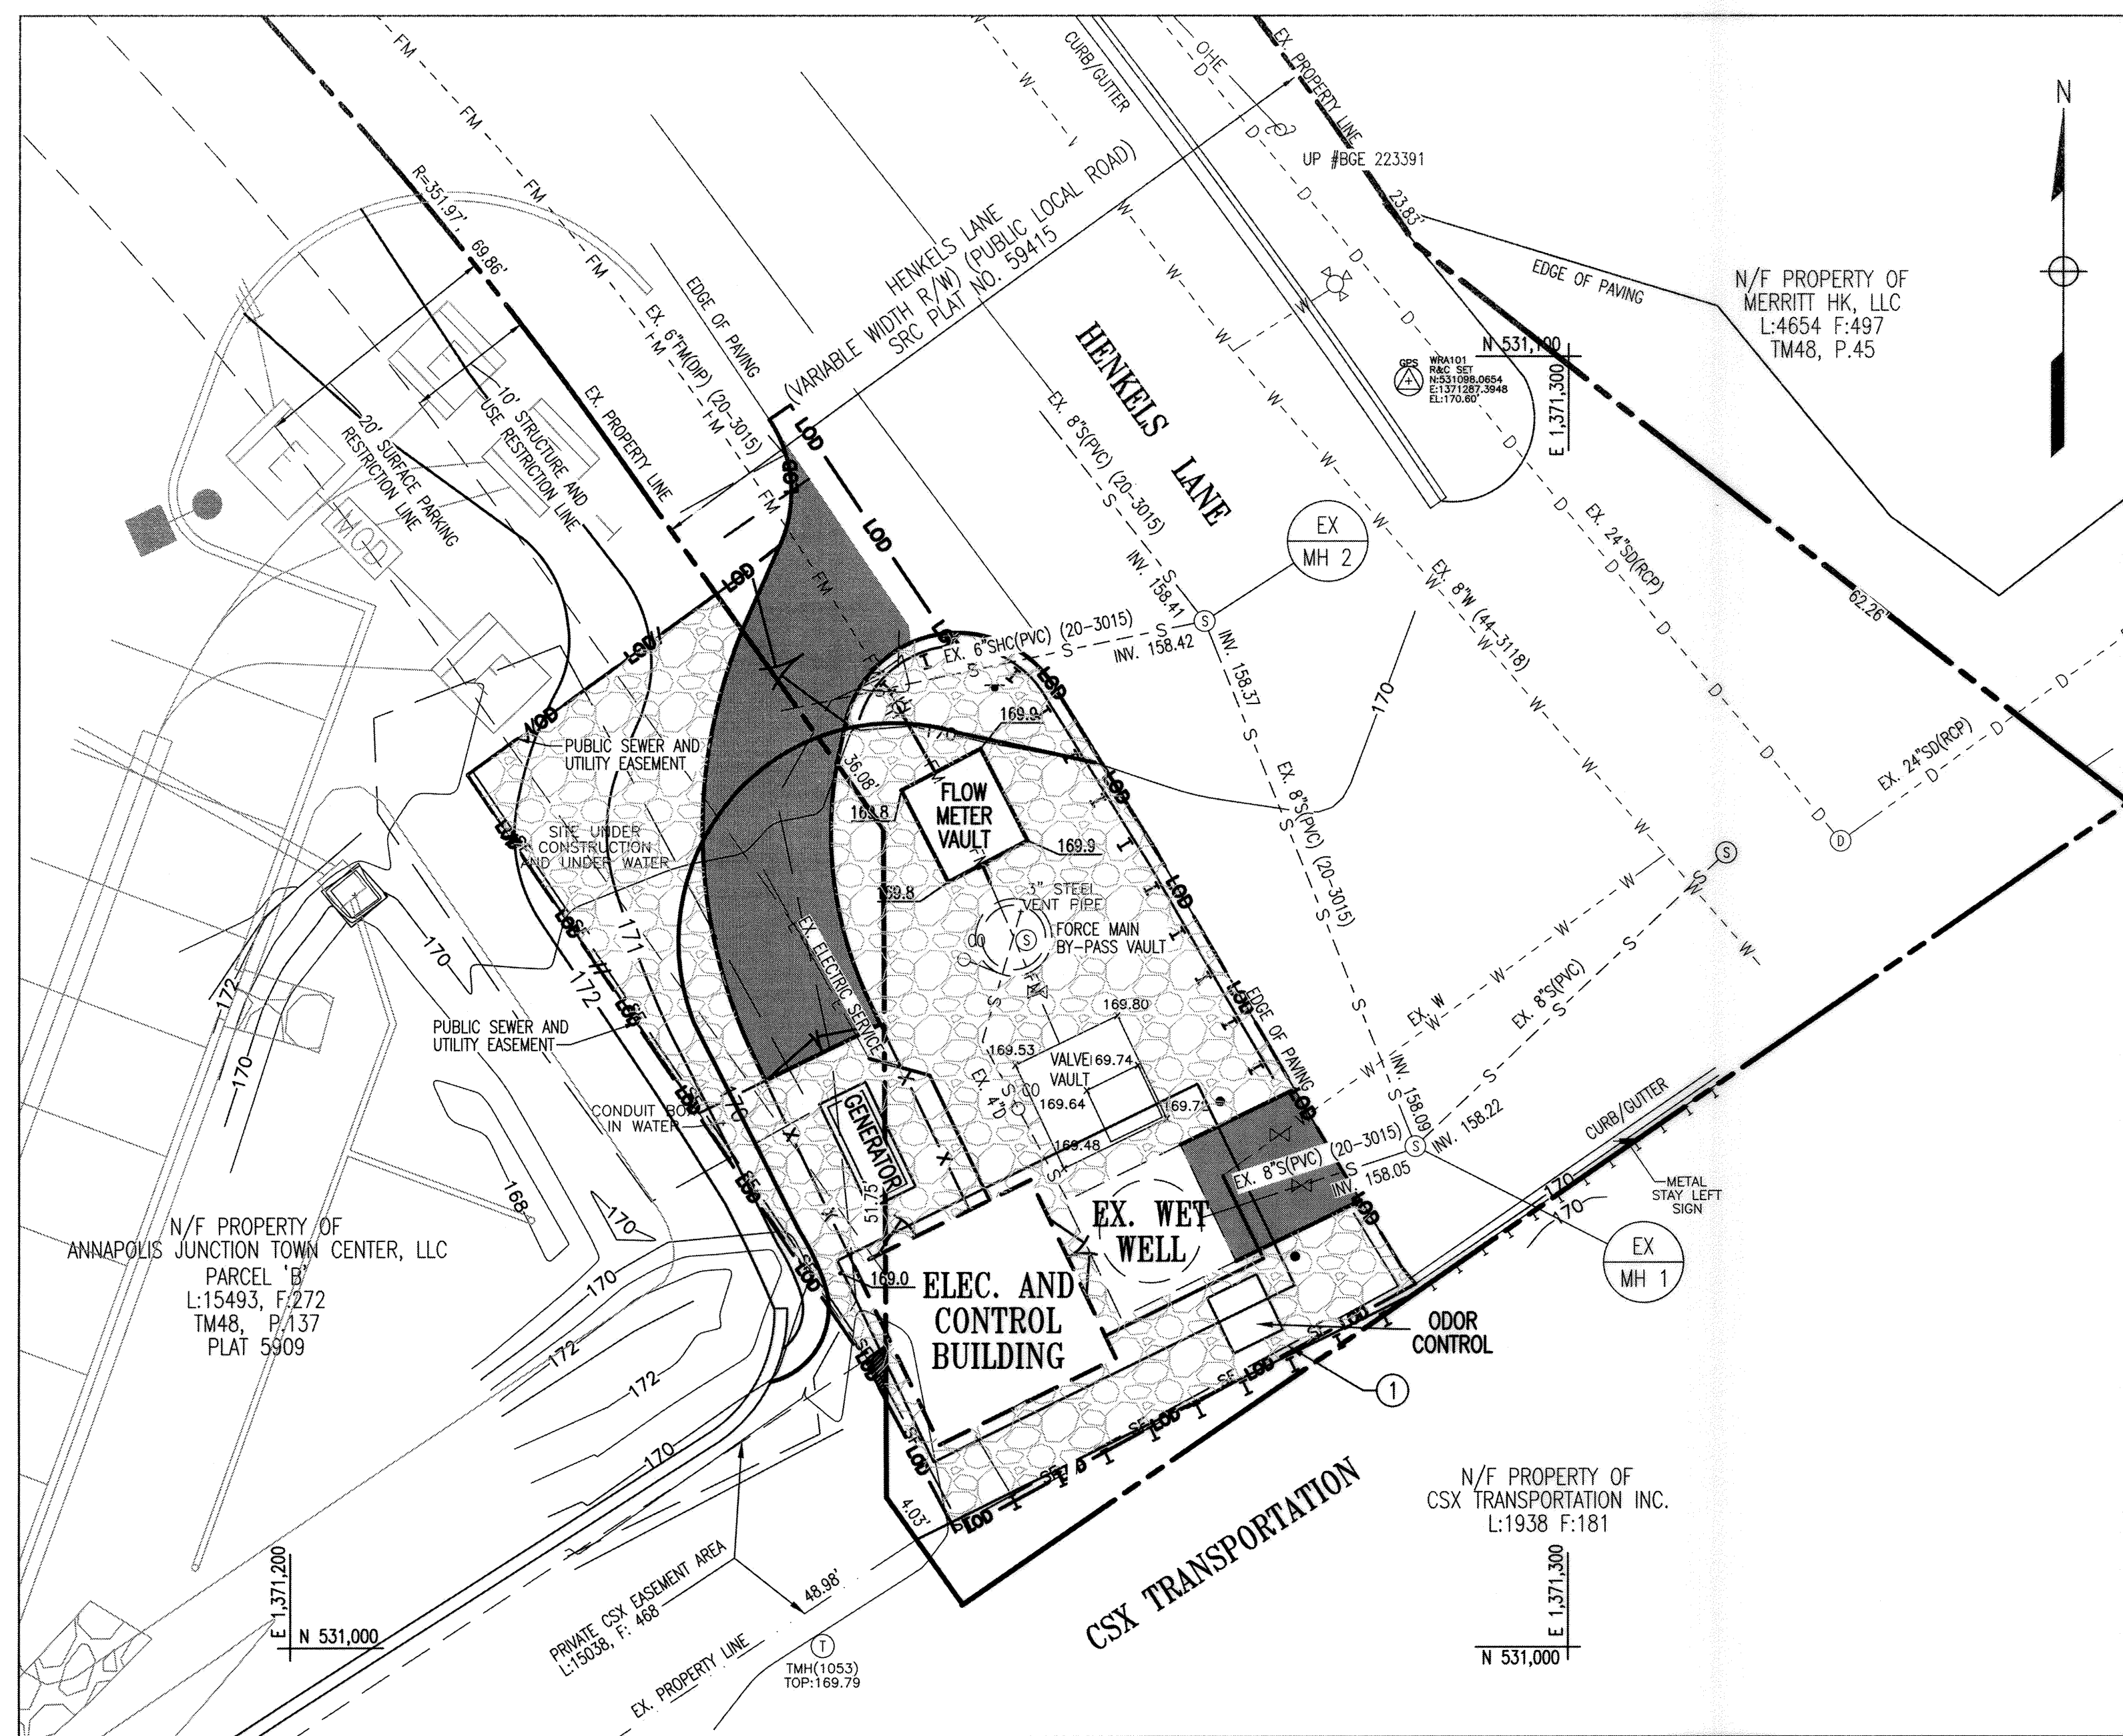 N
CURB/GUTTER
OHE
EX. PROPERTY LINE
UP #BGE 223391
23.83'
EDGE OF PAVING
N/F PROPERTY OF
MERRITT HK, LLC
L:4654 F:497
TM48, P.45
R=351.97',
69.86'
HENKELS LANE
(VARIABLE WIDTH R/W) (PUBLIC LOCAL ROAD)
SRC PLAT NO. 59415
EDGE OF PAVING
EX. 6"FM(DIP) (20-3015)
N 531,100
E 1,371,300
GPS
WRA101
R&C SET
N:531098.0654
E:1371287.3948
EL:170.60'
HENKELS LANE
10' STRUCTURE AND
USE RESTRICTION LINE
20' SURFACE PARKING
RESTRICTION LINE
EX. PROPERTY LINE
MOD
EX. 8"S(PVC) (20-3015)
INV. 158.41
EX
MH 2
EX. 24"SD(RCP)
62.26'
EX. 8"W (44-3118)
EX. 6"SHC(PVC) (20-3015)
INV. 158.42
INV. 158.37
170
EX. 24"SD(RCP)
169.9
170
PUBLIC SEWER AND
UTILITY EASEMENT
36.08'
FLOW
METER
VAULT
169.8
169.9
169.8
SITE UNDER
CONSTRUCTION
AND UNDER WATER
EX. 8"S(PVC) (20-3015)
3" STEEL
VENT PIPE
FORCE MAIN
BY-PASS VAULT
CO
EX. ELECTRIC SERVICE
171
172
170
172
170
PUBLIC SEWER AND
UTILITY EASEMENT
EDGE OF PAVING
EX. W
EX. 8"S(PVC)
169.80
169.53
VALVE
VAULT
169.74
CO
169.64
169.72
169.48
EX. 4"D
INV. 158.09
INV. 158.22
CURB/GUTTER
CONDUIT BOX
IN WATER
170
GENERATOR
51.75'
EX. 8"S(PVC) (20-3015)
INV. 158.05
METAL
STAY LEFT
SIGN
170
170
168
170
N/F PROPERTY OF
ANNAPOLIS JUNCTION TOWN CENTER, LLC
PARCEL 'B'
L:15493, F:272
TM48, P.137
PLAT 5909
EX. WET
WELL
EX
MH 1
169.0
ELEC. AND
CONTROL
BUILDING
ODOR
CONTROL
1
170
172
172
170
4.03'
N/F PROPERTY OF
CSX TRANSPORTATION INC.
L:1938 F:181
CSX TRANSPORTATION
E 1,371,200
N 531,000
PRIVATE CSX EASEMENT AREA
L:15038, F: 468
48.98'
EX. PROPERTY LINE
T
TMH(1053)
TOP:169.79
E 1,371,300
N 531,000